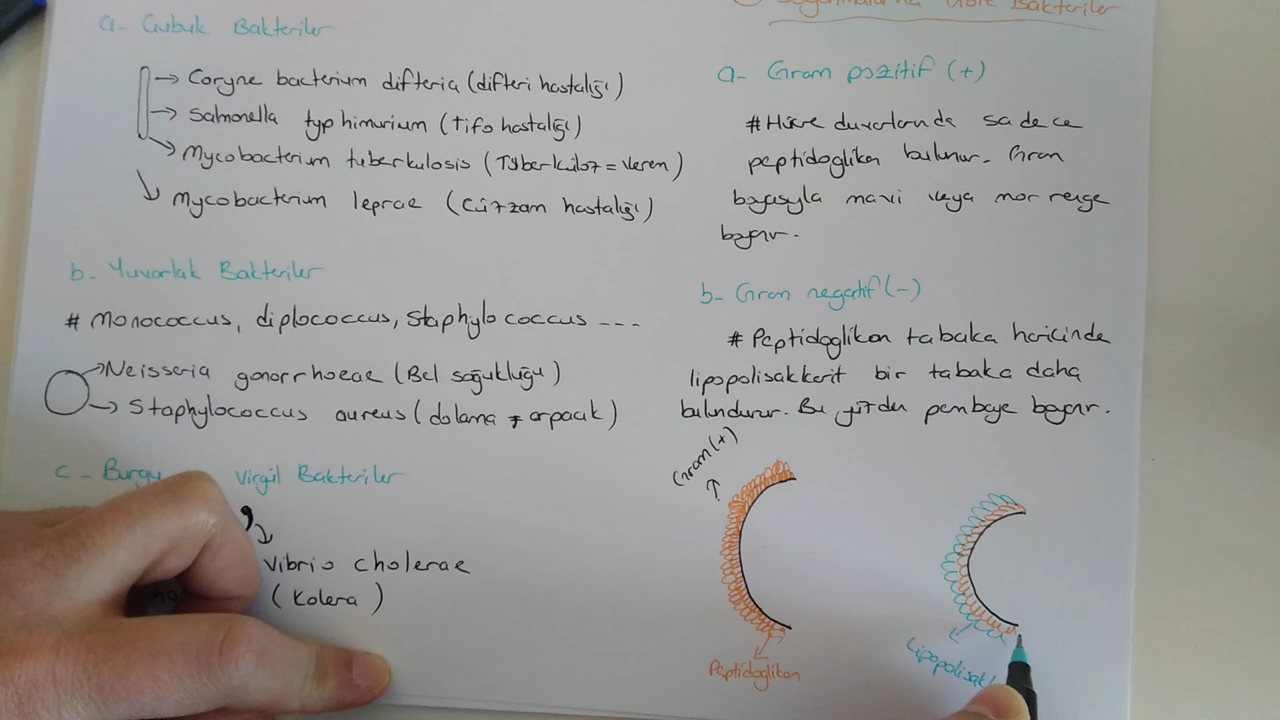 a- Çubuk Bakteriler
→ Coryne bacterium difteria (difteri hastalığı)
→ Salmonella typhimurium (tifo hastalığı)
→ Mycobacterium tuberkulosis (Tüberküloz = verem)
Mycobacterium leprae (Cüzzam hastalığı)
b- Yuvarlak Bakteriler
# Monococcus, diplococcus, Staphylococcus ---
→ Neisseria gonorrhoeae (Bel soğukluğu)
→ Staphylococcus aureus (dolama + arpacık)
c- Burgu
Virgül Bakteriler
Vibrio cholerae
(Kolera)
Bakteriler
a- Gram pozitif (+)
# Hücre duvarlarında sadece
peptidoglikan bulunur. Gram
boyasıyla mavi veya mor renge
boyanır.
b- Gram negatif (-)
# Peptidoglikan tabaka haricinde
lipopolisakkarit bir tabaka daha
bulundurur. Bu yüzden pembeye boyanır.
Gram (+)
Peptidoglikan
Lipopolisak